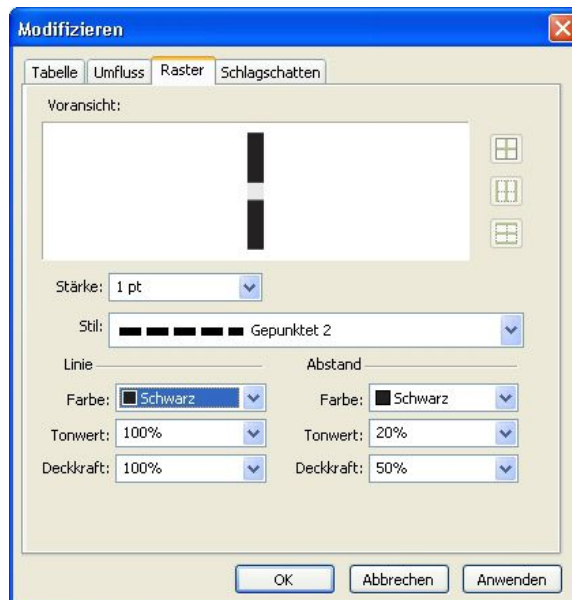 Modifizieren
Tabelle Umfluss Raster Schlagschatten
Voransicht:
Stärke: 1 pt
Stil: Gepunktet 2
Linie Abstand
Farbe: Schwarz Farbe: Schwarz
Tonwert: 100% Tonwert: 20%
Deckkraft: 100% Deckkraft: 50%
OK Abbrechen Anwenden